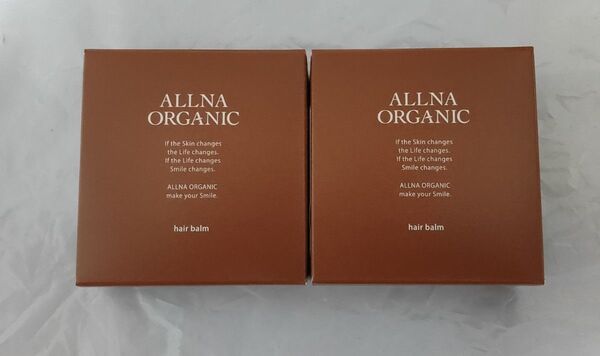 ALLNA
ORGANIC
If the Skin changes
the Life changes.
If the Life changes
Smile changes.
ALLNA ORGANIC
make your Smile.
hair balm
ALLNA
ORGANIC
If the Skin changes
the Life changes.
If the Life changes
Smile changes.
ALLNA ORGANIC
make your Smile.
hair balm